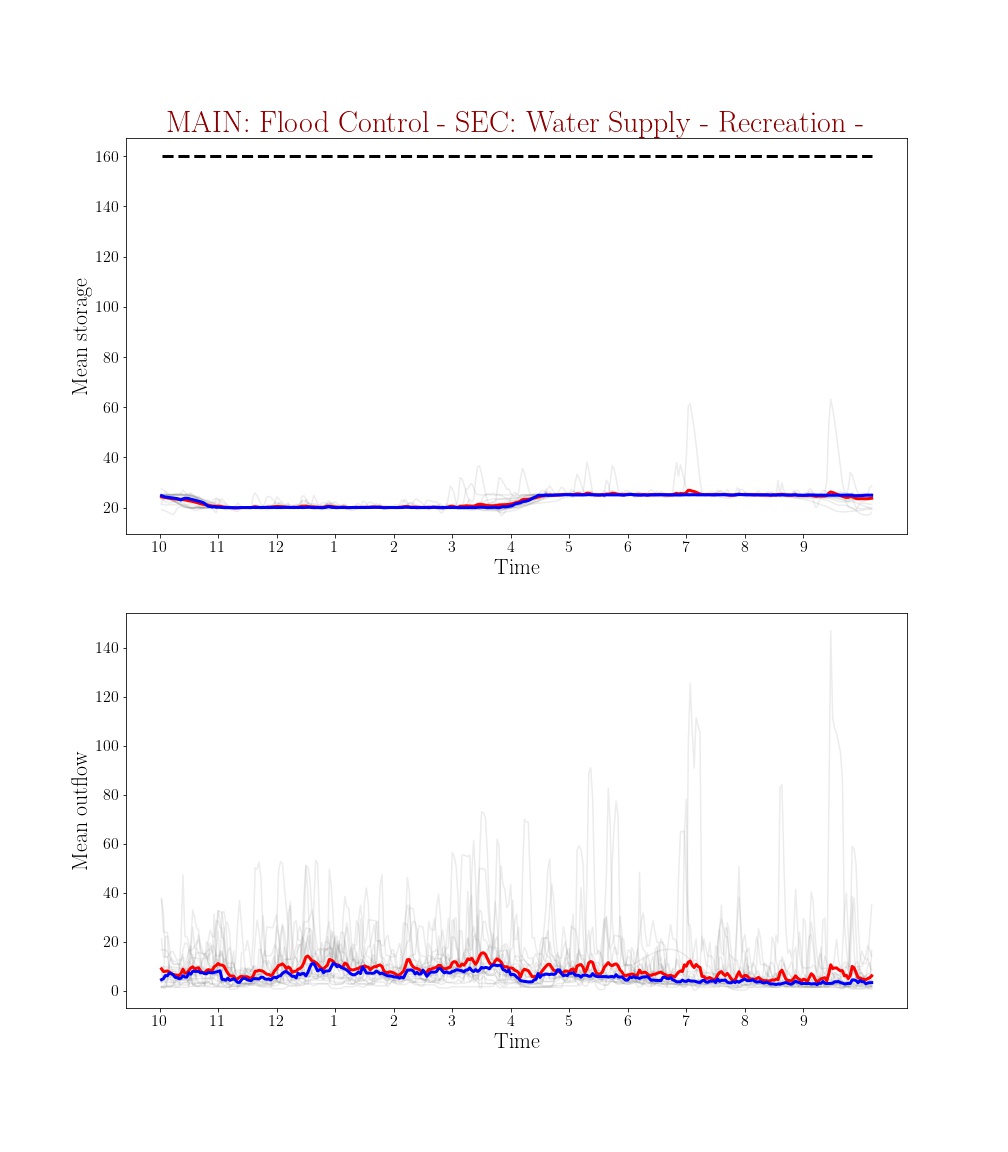 MAIN: Flood Control - SEC: Water Supply - Recreation -
160
140
120
100
80
60
40
20
Mean storage
10 11 12 1 2 3 4 5 6 7 8 9
Time
140
120
100
80
60
40
20
0
Mean outflow
10 11 12 1 2 3 4 5 6 7 8 9
Time